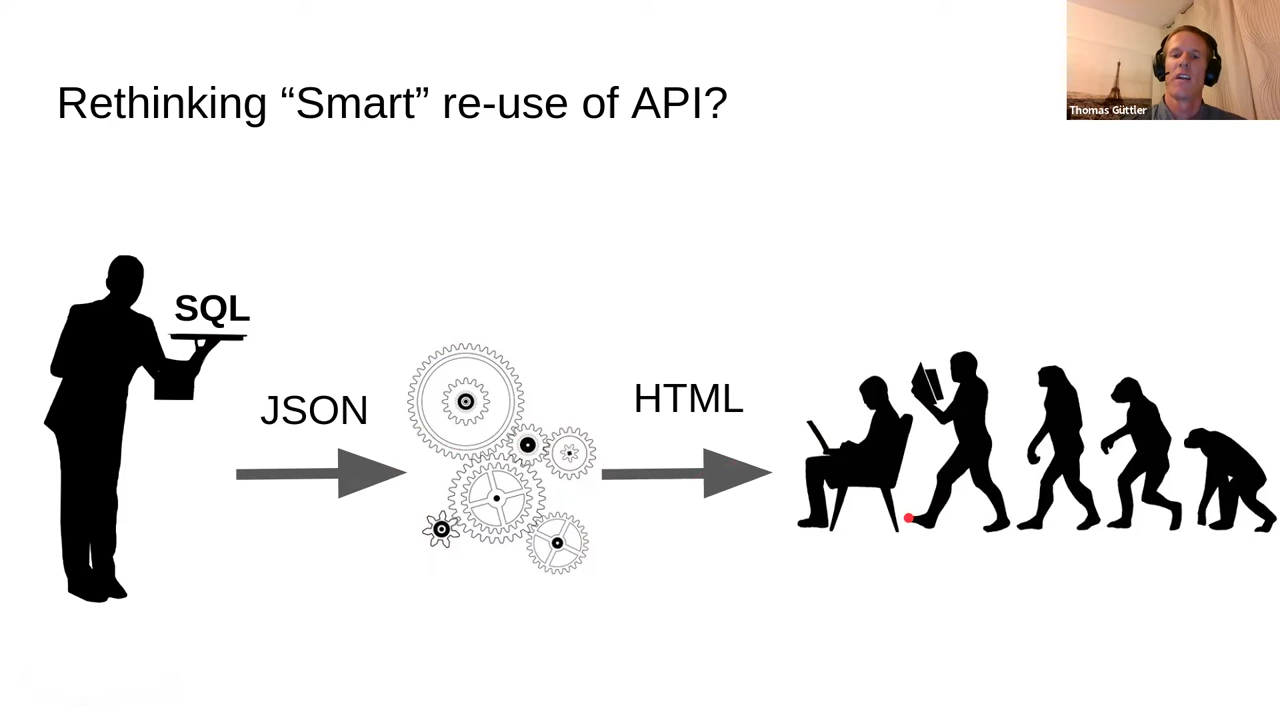 Rethinking “Smart” re-use of API?
Thomas Güttler
SQL
JSON
HTML